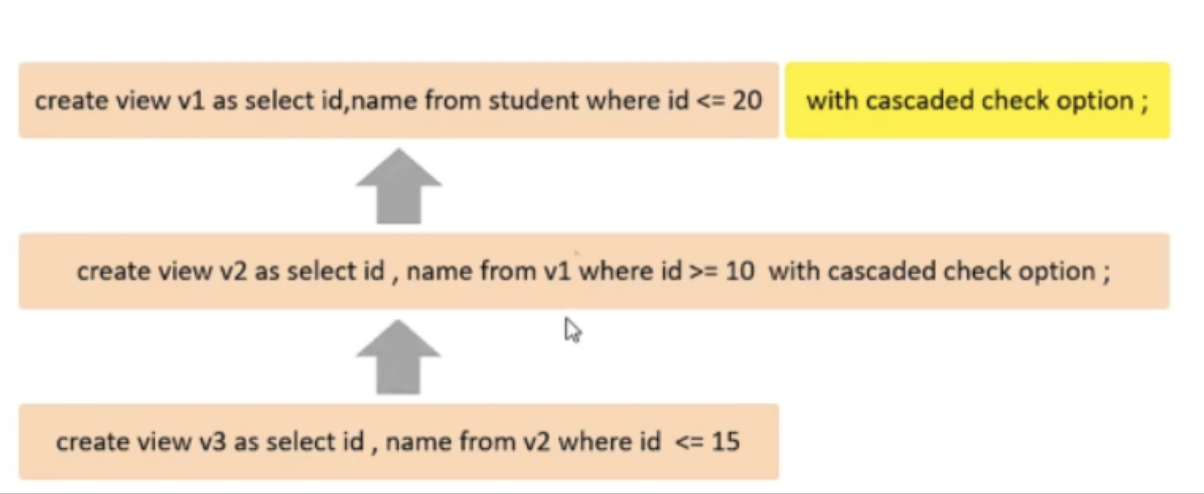 create view v1 as select id,name from student where id <= 20 with cascaded check option ;
create view v2 as select id , name from v1 where id >= 10 with cascaded check option ;
create view v3 as select id , name from v2 where id <= 15